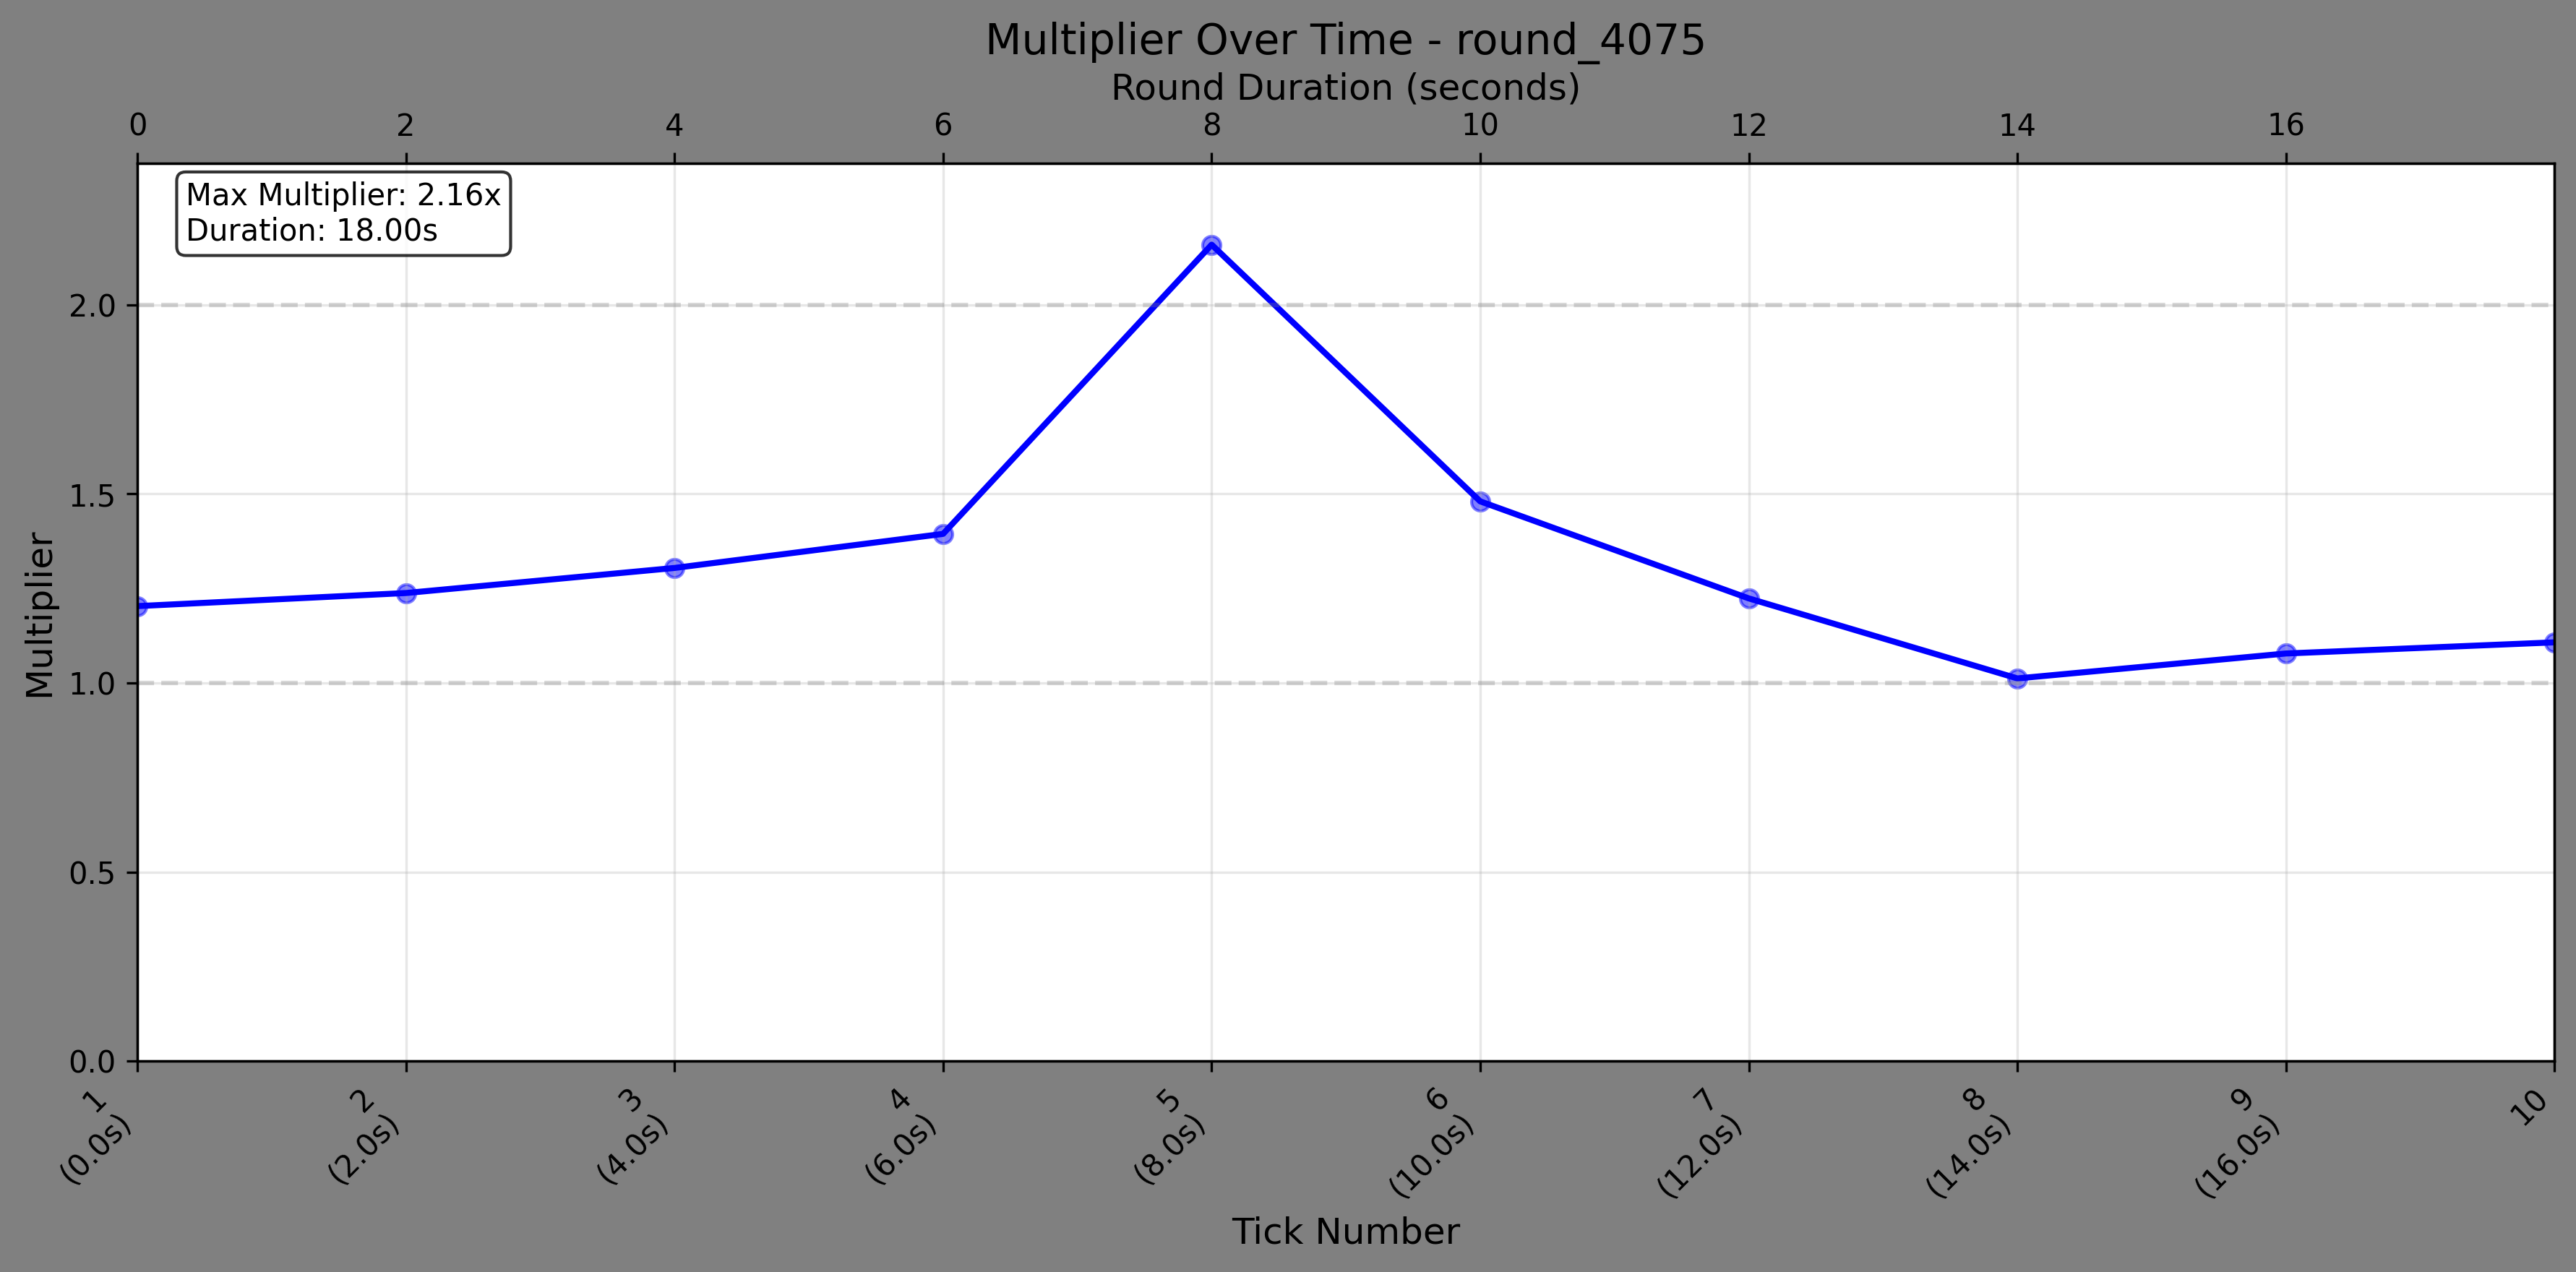 Multiplier Over Time - round_4075
Round Duration (seconds)
0 2 4 6 8 10 12 14 16
Max Multiplier: 2.16x
Duration: 18.00s
Multiplier
2.0
1.5
1.0
0.5
0.0
1
(0.0s)
2
(2.0s)
3
(4.0s)
4
(6.0s)
5
(8.0s)
6
(10.0s)
7
(12.0s)
8
(14.0s)
9
(16.0s)
10
Tick Number